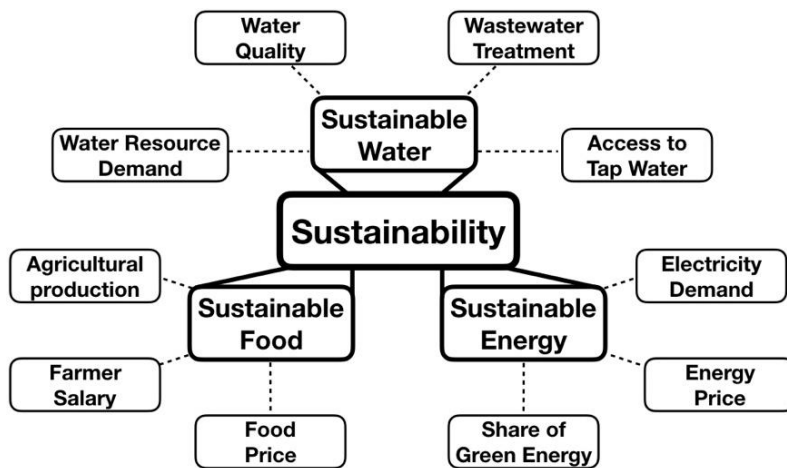 Water
Quality
Wastewater
Treatment
Sustainable
Water
Water Resource
Demand
Access to
Tap Water
Sustainability
Agricultural
production
Electricity
Demand
Sustainable
Food
Sustainable
Energy
Farmer
Salary
Energy
Price
Food
Price
Share of
Green Energy